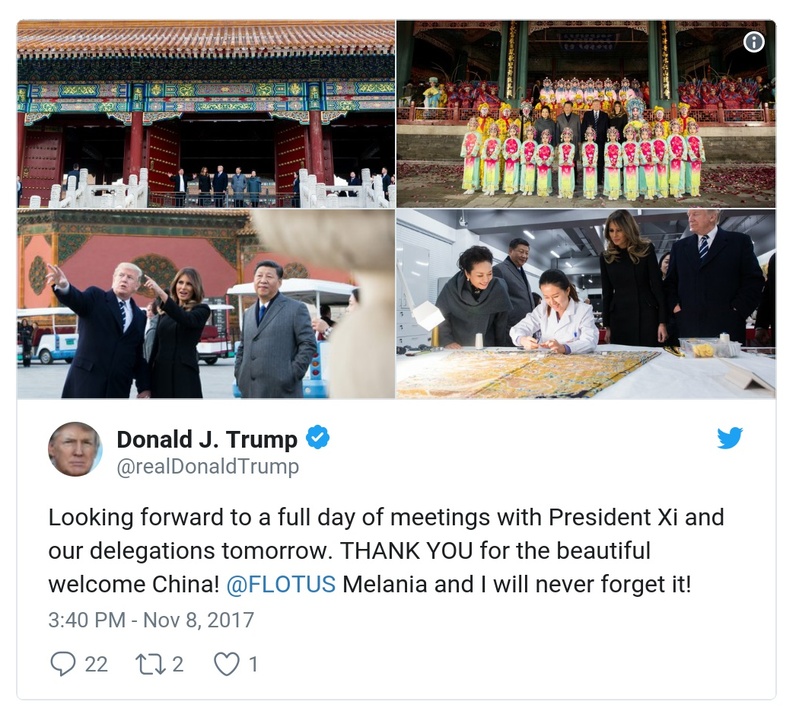 Donald J. Trump
@realDonaldTrump
Looking forward to a full day of meetings with President Xi and
our delegations tomorrow. THANK YOU for the beautiful
welcome China! @FLOTUS Melania and I will never forget it!
3:40 PM - Nov 8, 2017
22 2 1